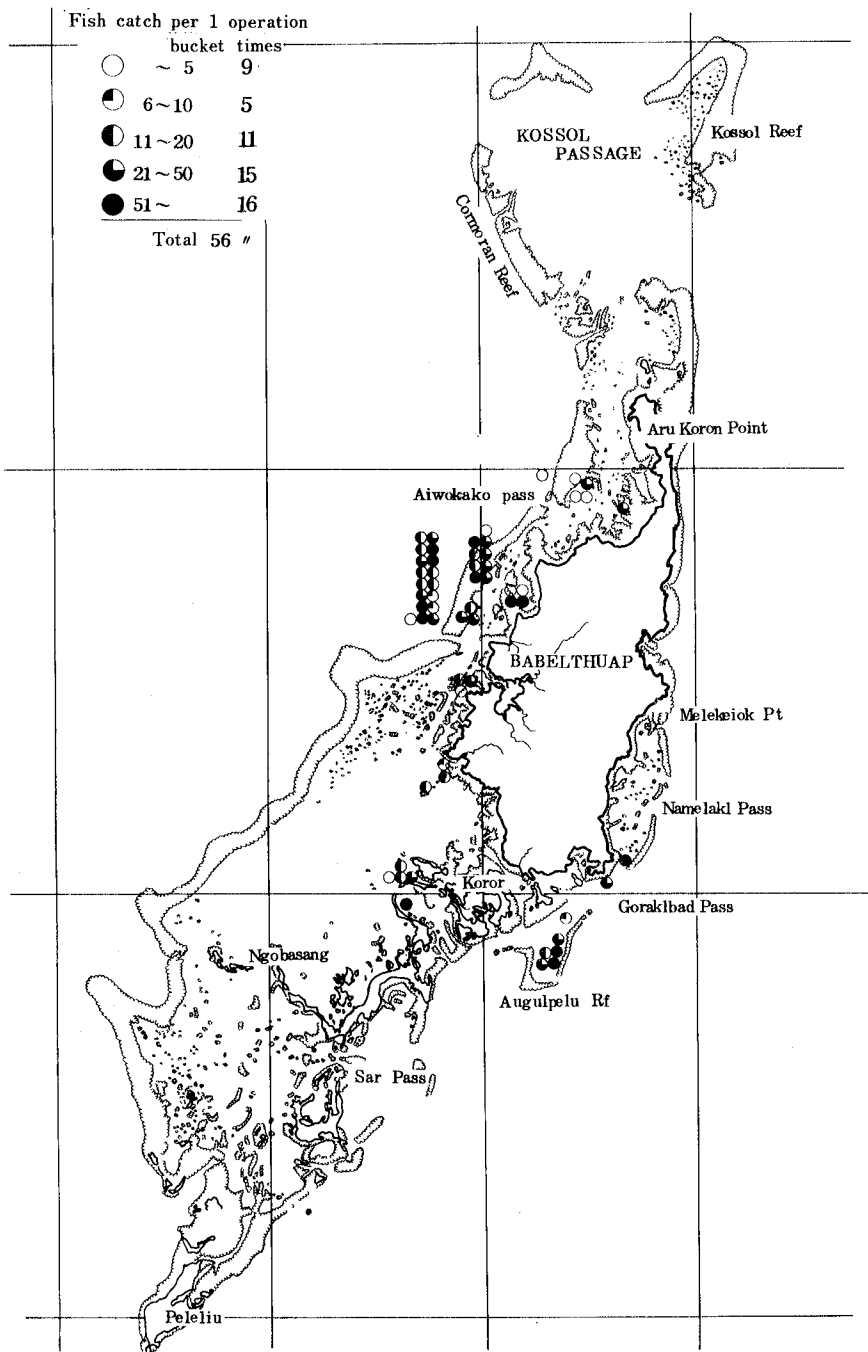 Fish catch per 1 operation
bucket times
~ 5 9
6~10 5
11~20 11
21~50 15
51~ 16
Total 56 〃
KOSSOL
PASSAGE
Kossol Reef
Cormoran Reef
Aru Koron Point
Aiwokako pass
BABELTHUAP
Melekeiok Pt
Namelakl Pass
Koror
Goraklbad Pass
Ngobasang
Augulpelu Rf
Sar Pass
Peleliu